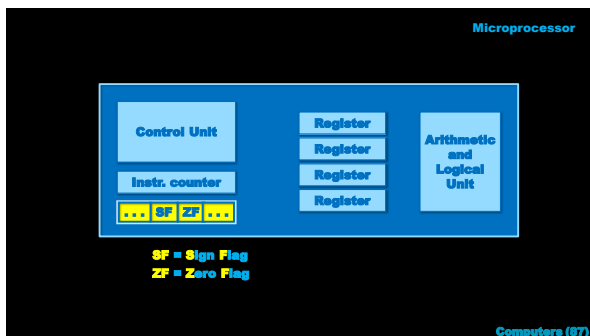 Microprocessor
Control Unit
Instr. counter
... SF ZF ...
Register
Register
Register
Register
Arithmetic
and
Logical
Unit
SF = Sign Flag
ZF = Zero Flag
Computers (87)